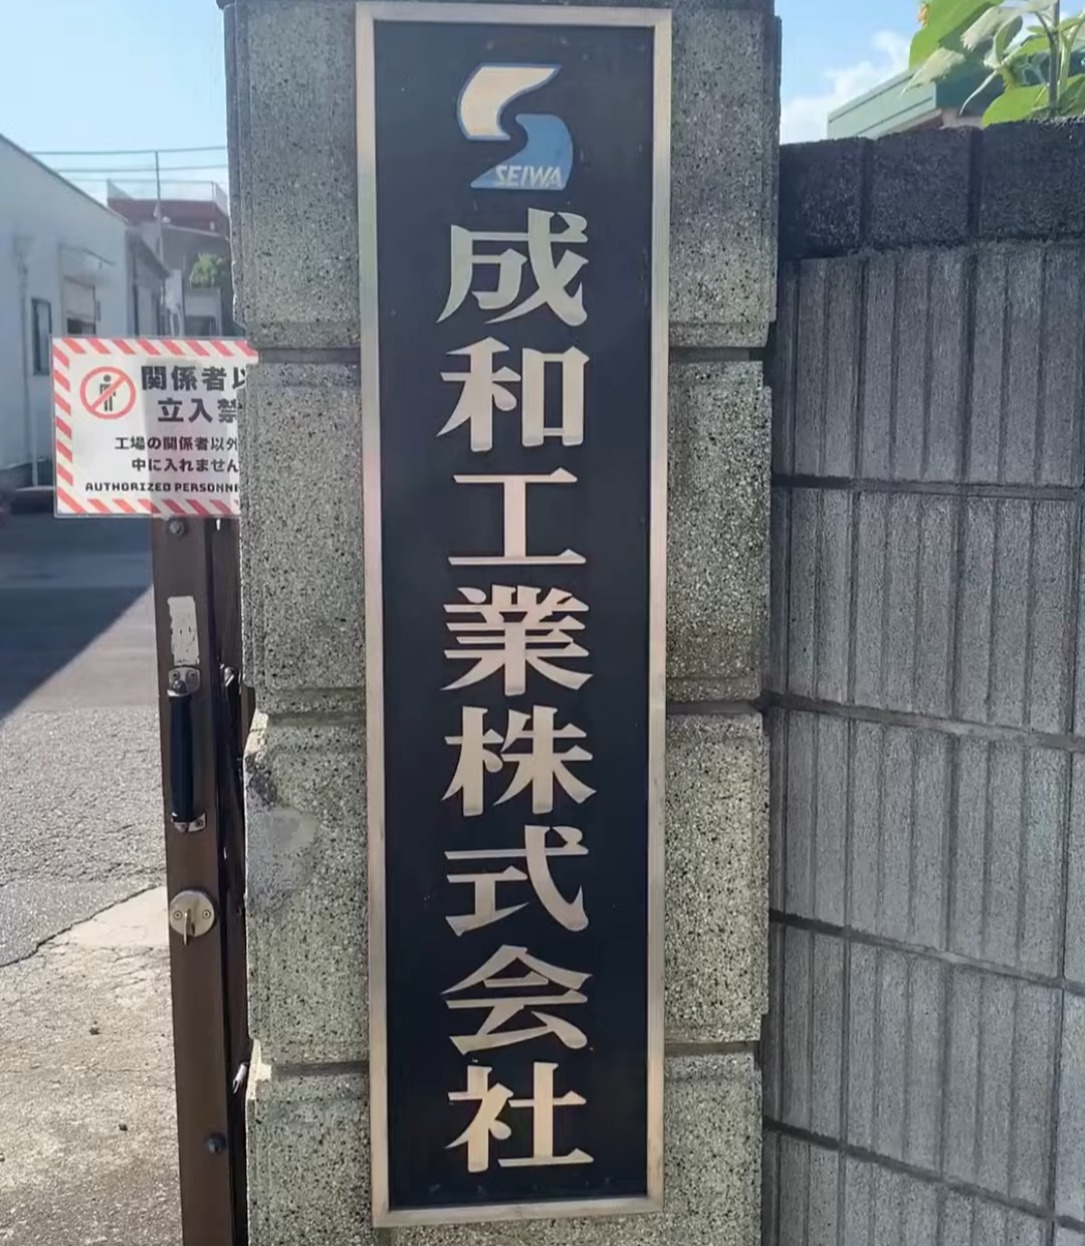 SEIWA
成和工業株式会社
関係者以
立入禁
工場の関係者以外
中に入れません
AUTHORIZED PERSONNE